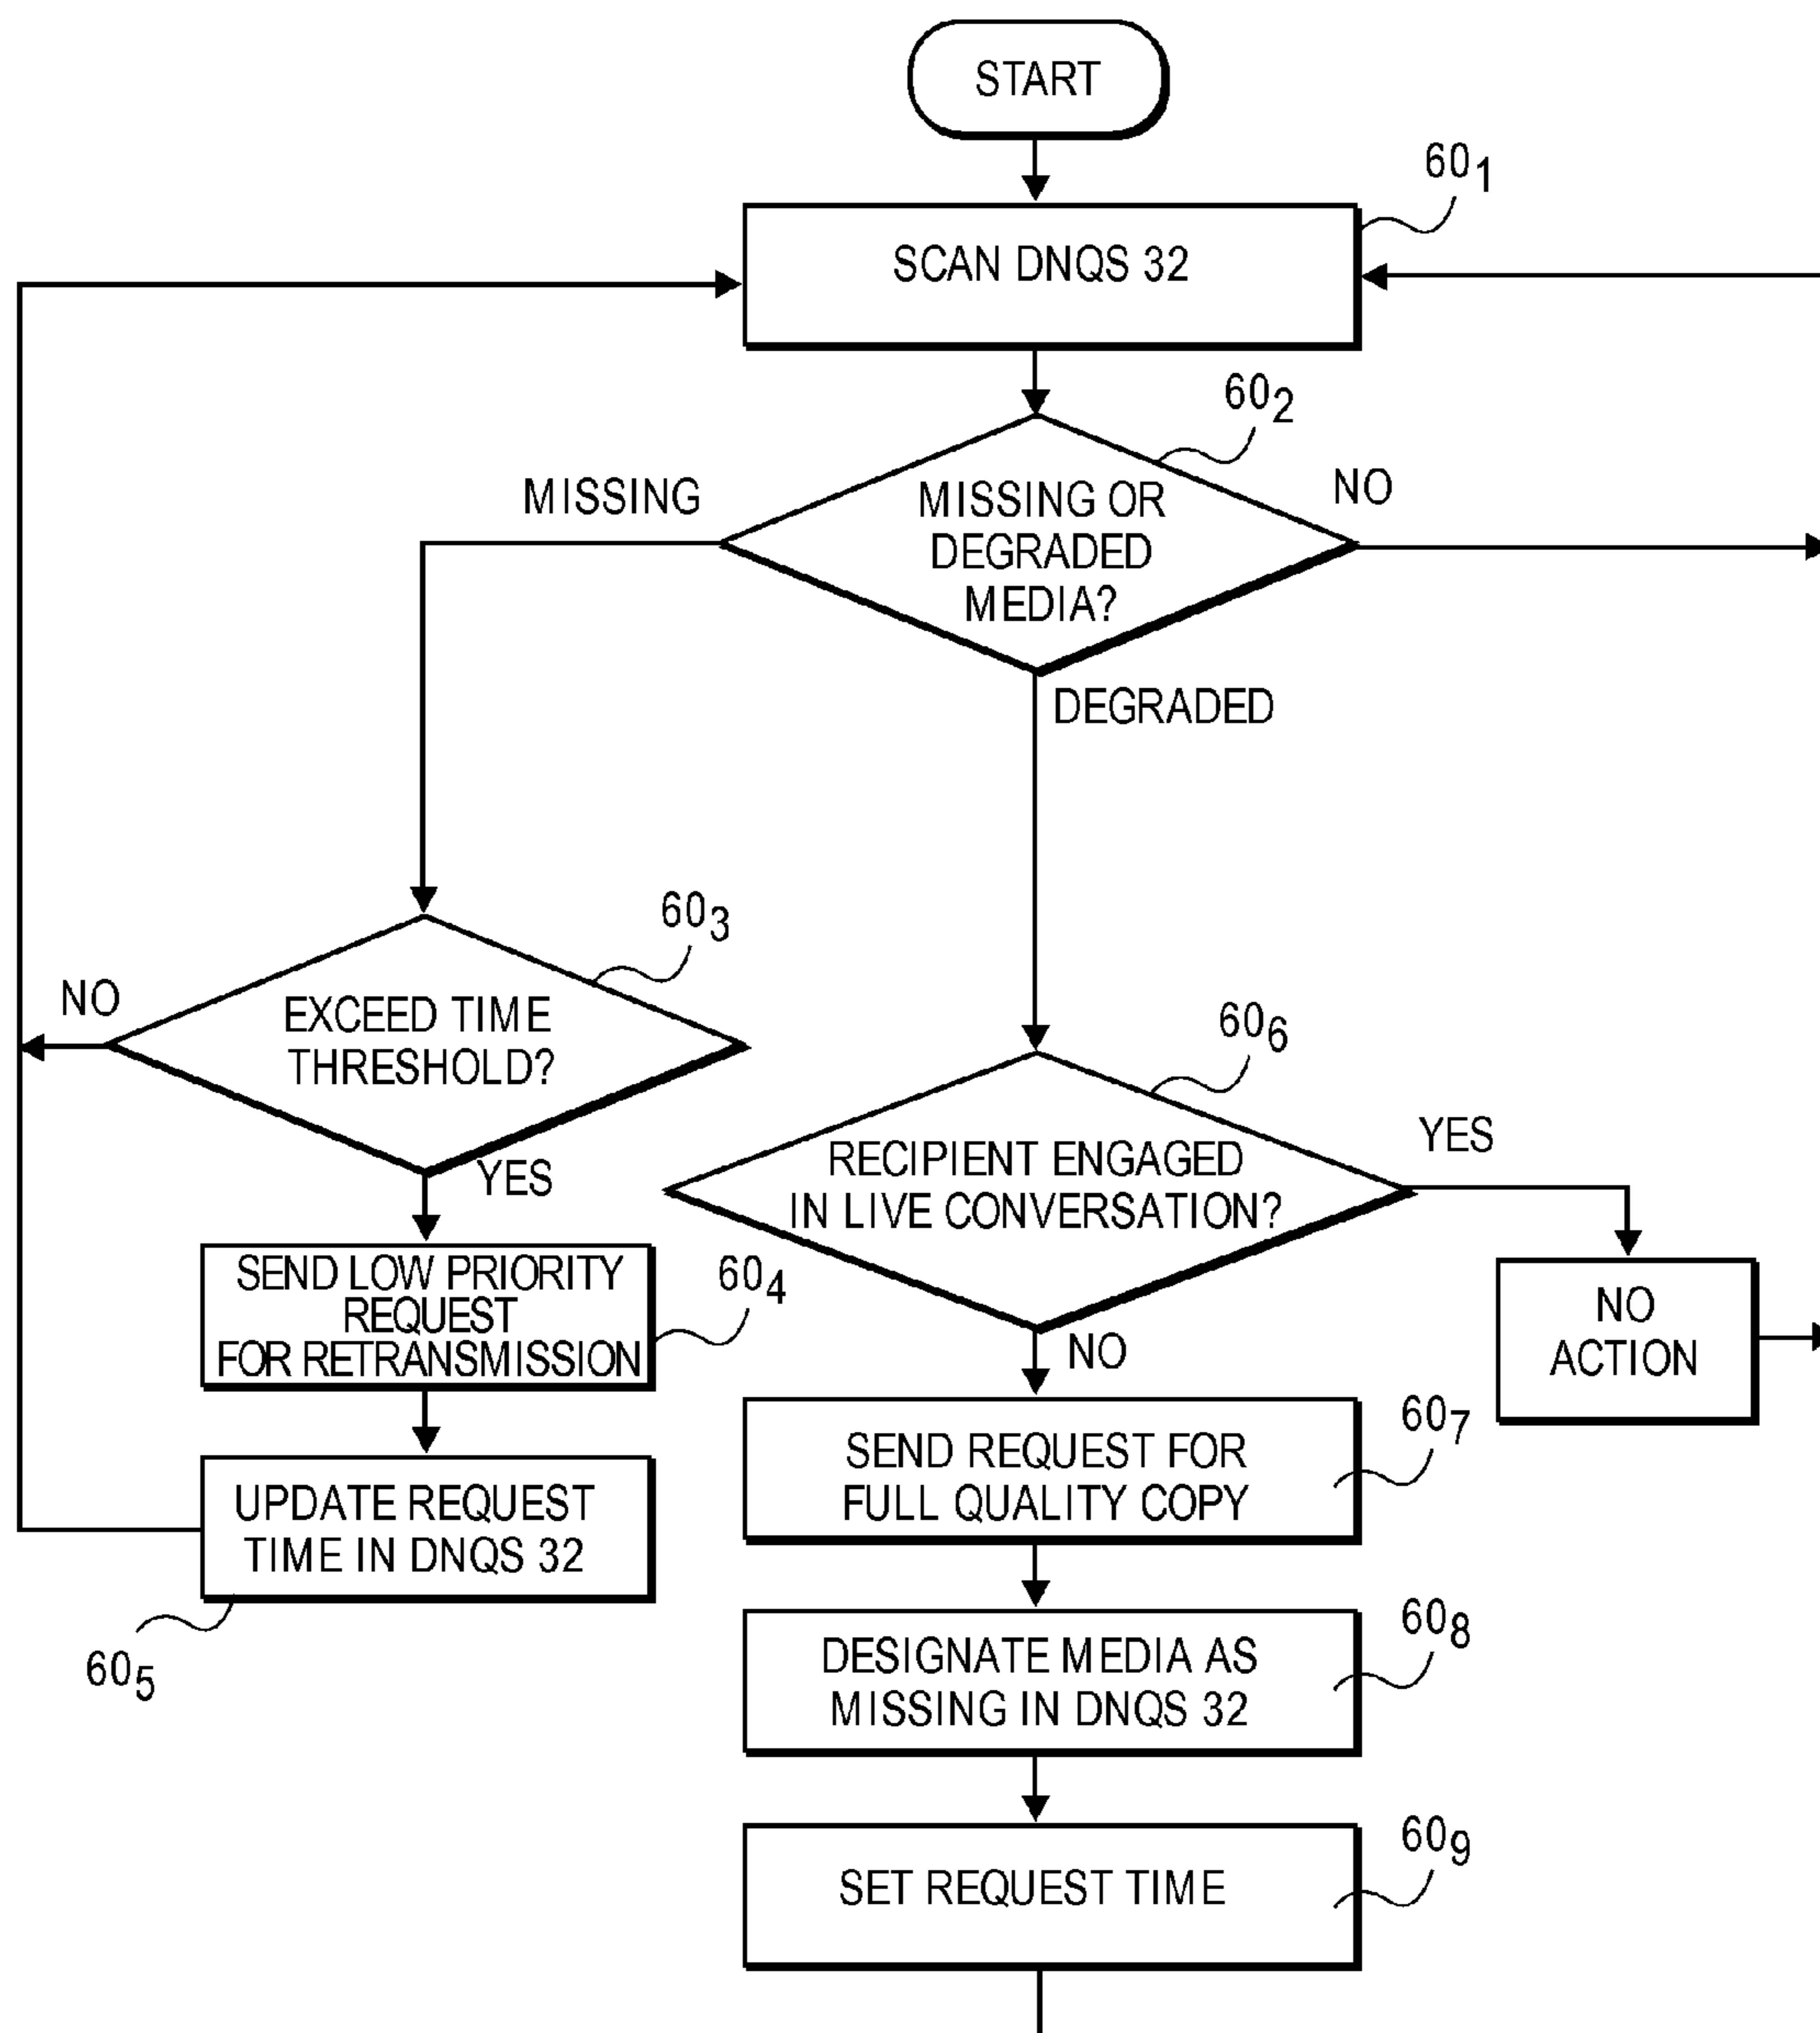 START
60₁
SCAN DNQS 32
60₂
MISSING
MISSING OR
DEGRADED
MEDIA?
NO
DEGRADED
60₃
NO
EXCEED TIME
THRESHOLD?
YES
60₆
RECIPIENT ENGAGED
IN LIVE CONVERSATION?
YES
NO
NO
ACTION
SEND LOW PRIORITY
REQUEST
FOR RETRANSMISSION
60₄
UPDATE REQUEST
TIME IN DNQS 32
60₅
SEND REQUEST FOR
FULL QUALITY COPY
60₇
DESIGNATE MEDIA AS
MISSING IN DNQS 32
60₈
SET REQUEST TIME
60₉